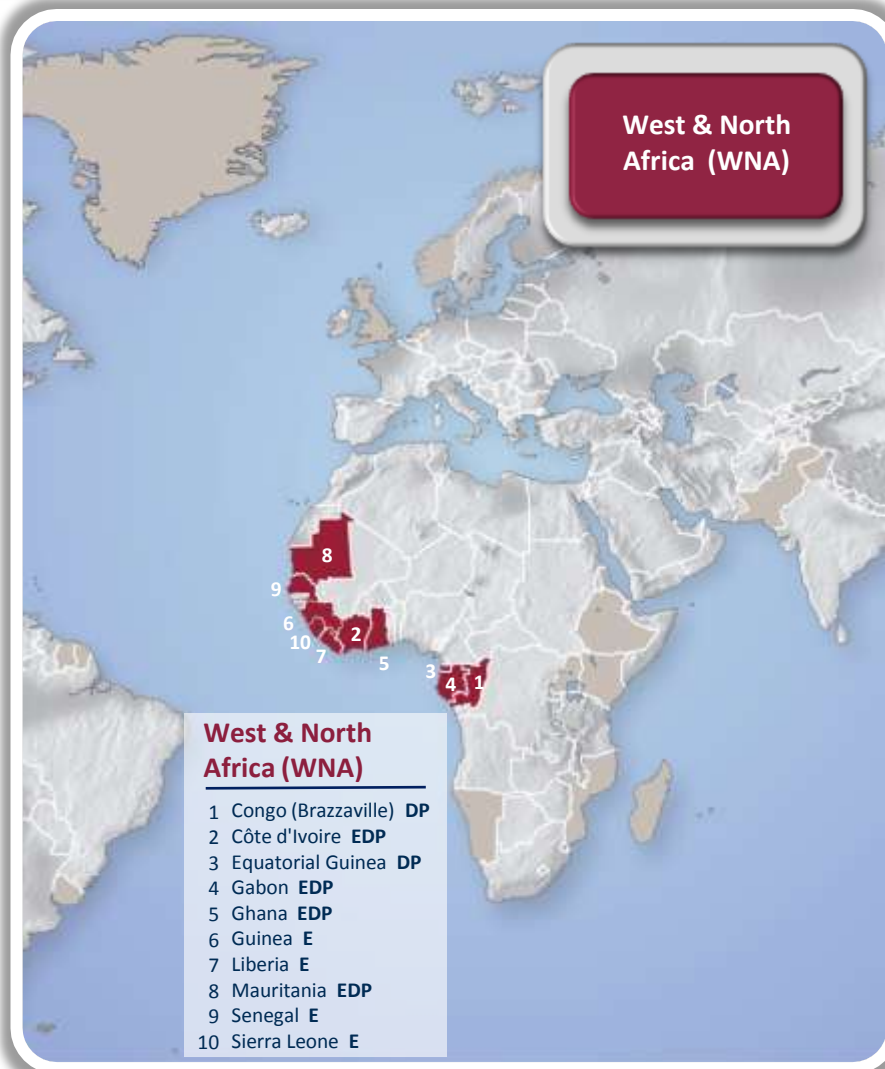 West & North
Africa (WNA)
8
9
6
10
7
2
5
3
4
1
West & North
Africa (WNA)
1 Congo (Brazzaville) DP
2 Côte d'Ivoire EDP
3 Equatorial Guinea DP
4 Gabon EDP
5 Ghana EDP
6 Guinea E
7 Liberia E
8 Mauritania EDP
9 Senegal E
10 Sierra Leone E